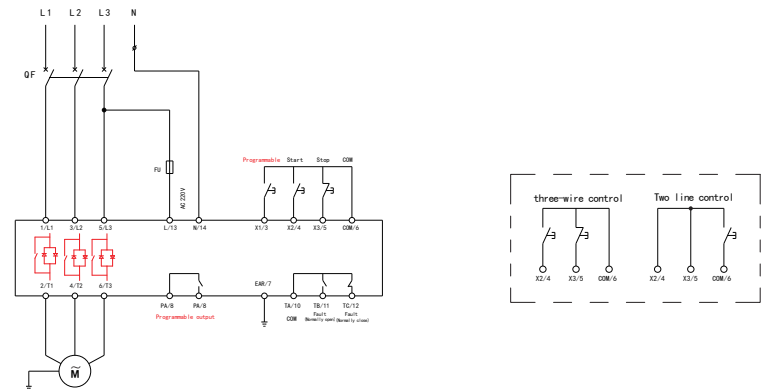 L1 L2 L3 N
QF
FU
AC220V
Programmable Start Stop COM
1/L1 3/L2 5/L3 L/13 N/14 X1/3 X2/4 X3/5 COM/6
2/T1 4/T2 6/T3 PA/8 PA/8 EAR/7 TA/10 TB/11 TC/12
Programmable output
COM Fault Fault
(Normally open) (Normally close)
M
three-wire control Two line control
X2/4 X3/5 COM/6 X2/4 X3/5 COM/6